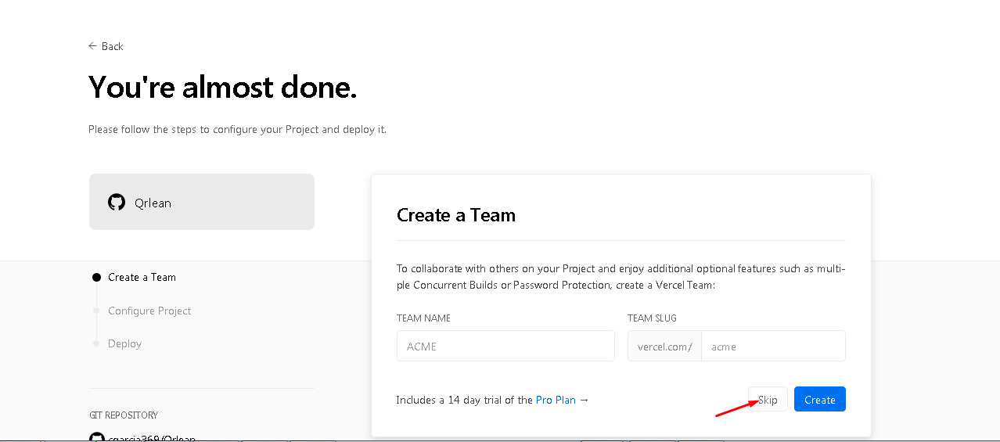 ← Back
You're almost done.
Please follow the steps to configure your Project and deploy it.
Qrlean
Create a Team
To collaborate with others on your Project and enjoy additional optional features such as multi-
ple Concurrent Builds or Password Protection, create a Vercel Team:
Create a Team
Configure Project
Deploy
TEAM NAME
TEAM SLUG
ACME
vercel.com/
acme
Includes a 14 day trial of the Pro Plan →
Skip
Create
GIT REPOSITORY
cgarcia369/Qrlean